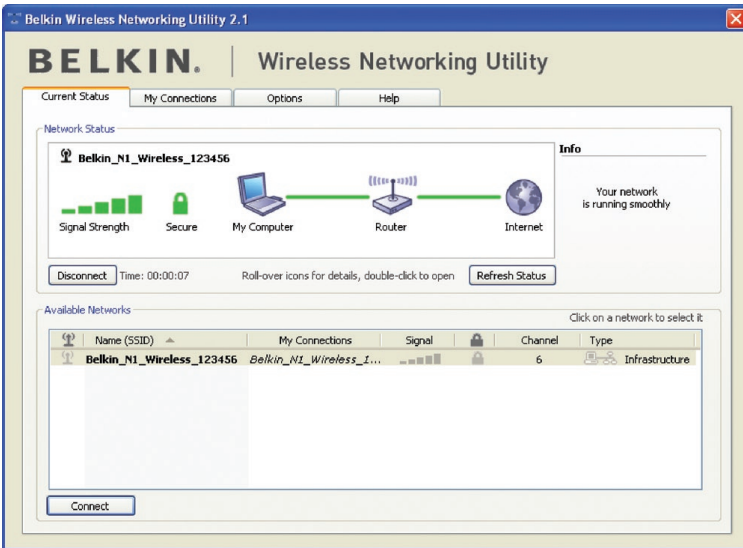 Belkin Wireless Networking Utility 2.1
BELKIN. | Wireless Networking Utility
Current Status My Connections Options Help
Network Status
Belkin_N1_Wireless_123456
Info
Your network
is running smoothly
Signal Strength Secure My Computer Router Internet
Disconnect Time: 00:00:07 Roll-over icons for details, double-click to open Refresh Status
Available Networks
Click on a network to select it
Name (SSID) My Connections Signal Channel Type
Belkin_N1_Wireless_123456 Belkin_N1_Wireless_1... 6 Infrastructure
Connect